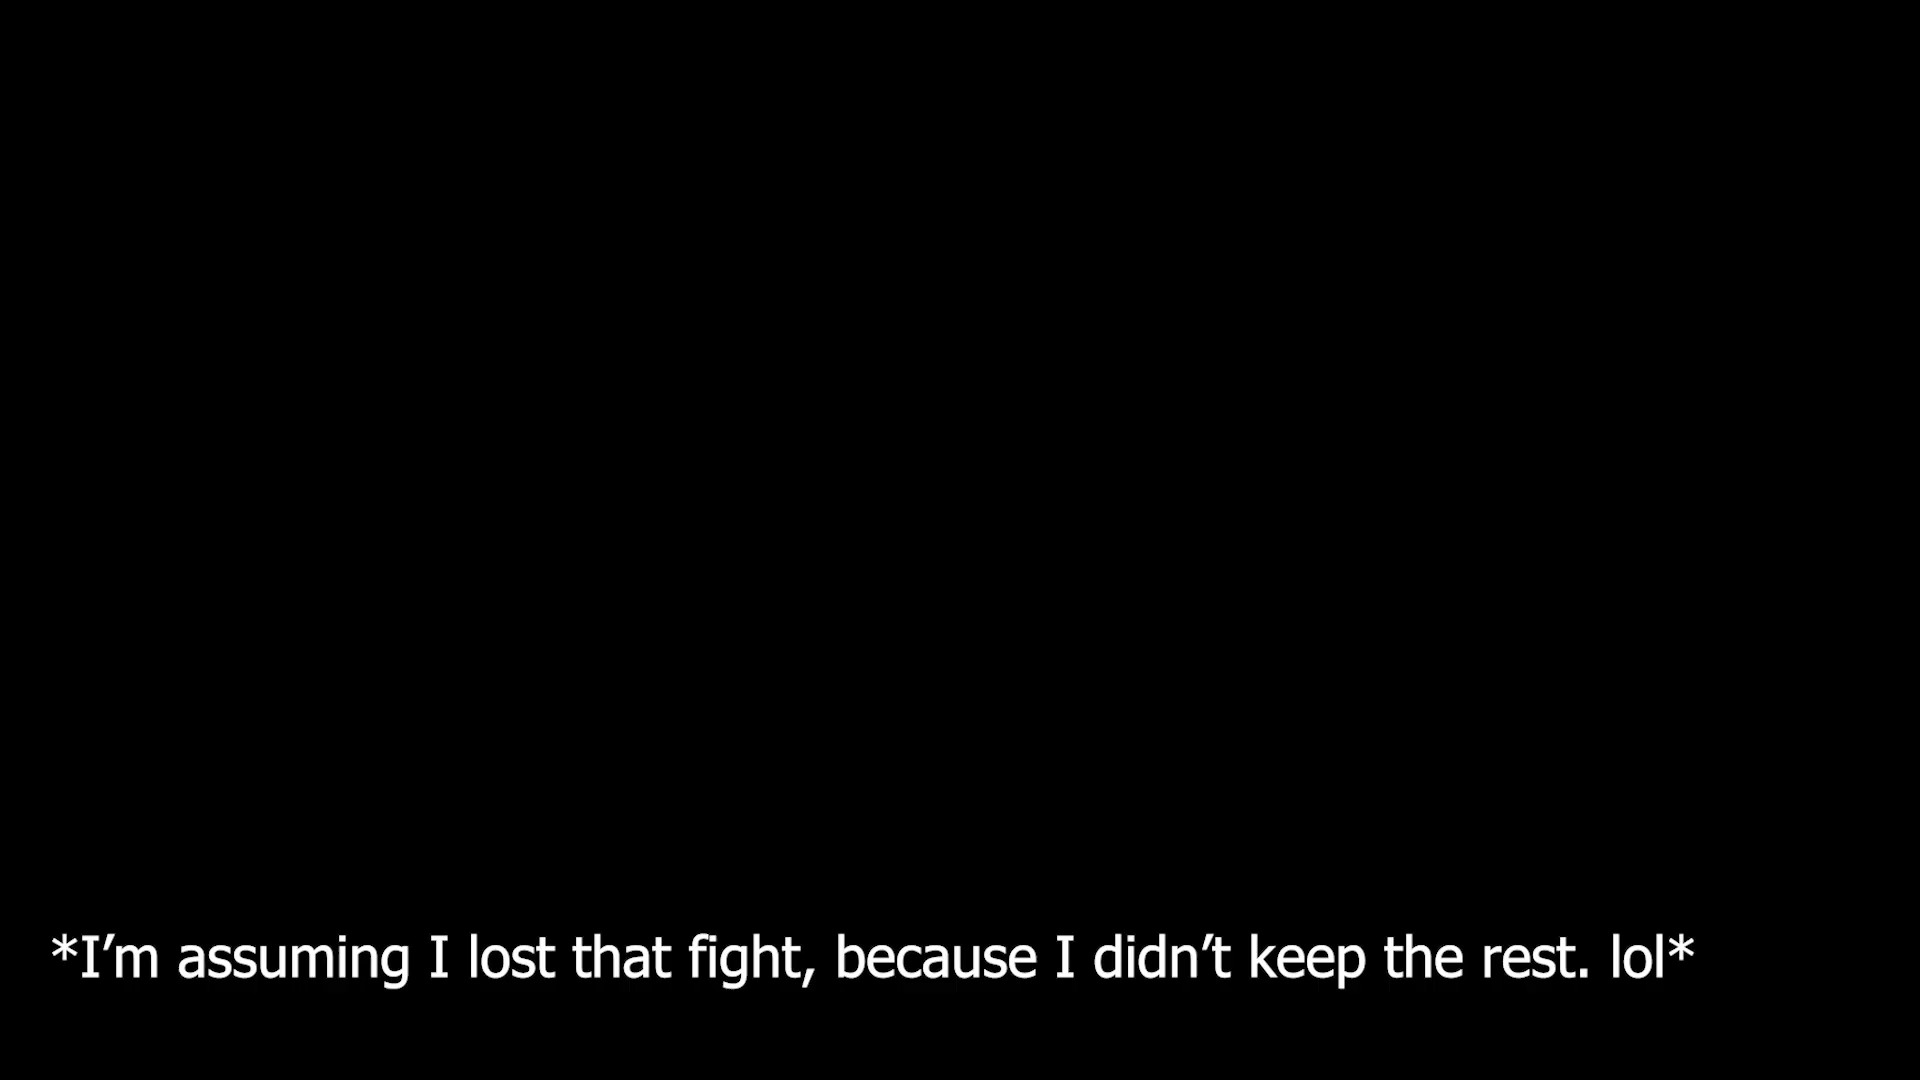 *I’m assuming I lost that fight, because I didn’t keep the rest. lol*